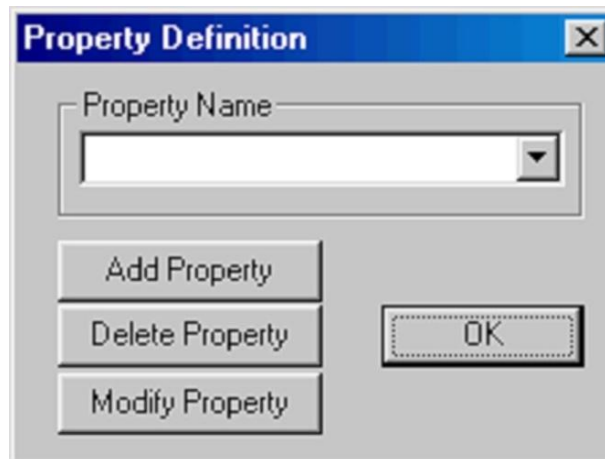 Property Definition
Property Name
Add Property
Delete Property
OK
Modify Property